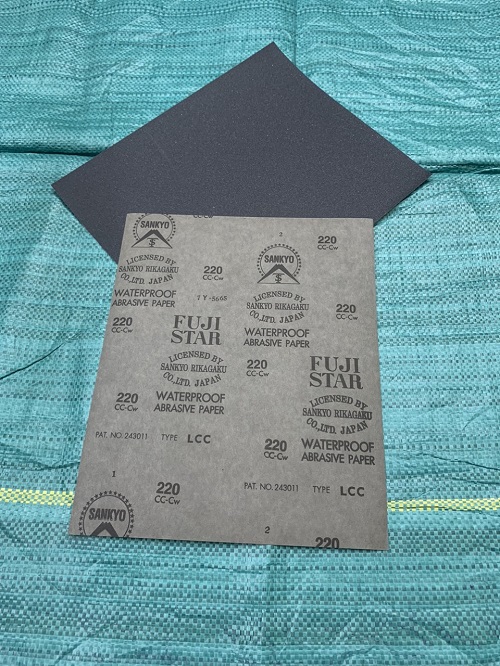 CC-Cw
SANKYO
LICENSED BY
SANKYO RIKAGAKU
CO.,LTD. JAPAN
WATERPROOF
ABRASIVE PAPER
220
CC-Cw
220
CC-Cw
FUJI
STAR
LICENSED BY
SANKYO RIKAGAKU
CO.,LTD. JAPAN
220
CC-Cw
WATERPROOF
ABRASIVE PAPER
PAT. NO. 243011 TYPE LCC
1
220
CC-Cw
SANKYO
2
220
CC-Cw
SANKYO
LICENSED BY
SANKYO RIKAGAKU
CO.,LTD. JAPAN
220
CC-Cw
WATERPROOF
ABRASIVE PAPER
220
CC-Cw
FUJI
STAR
LICENSED BY
SANKYO RIKAGAKU
CO.,LTD. JAPAN
220
CC-Cw
WATERPROOF
ABRASIVE PAPER
PAT. NO. 243011 TYPE LCC
2
220